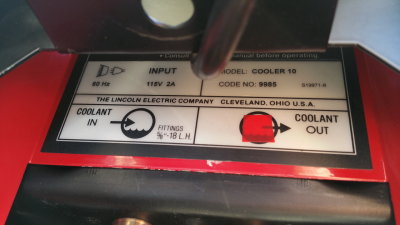 • Consult manual before operating.
INPUT MODEL: COOLER 10
60 Hz 115V 2A CODE NO: 9985 S19971-8
THE LINCOLN ELECTRIC COMPANY CLEVELAND, OHIO U.S.A.
COOLANT IN FITTINGS 5/8"-18 L.H. COOLANT OUT